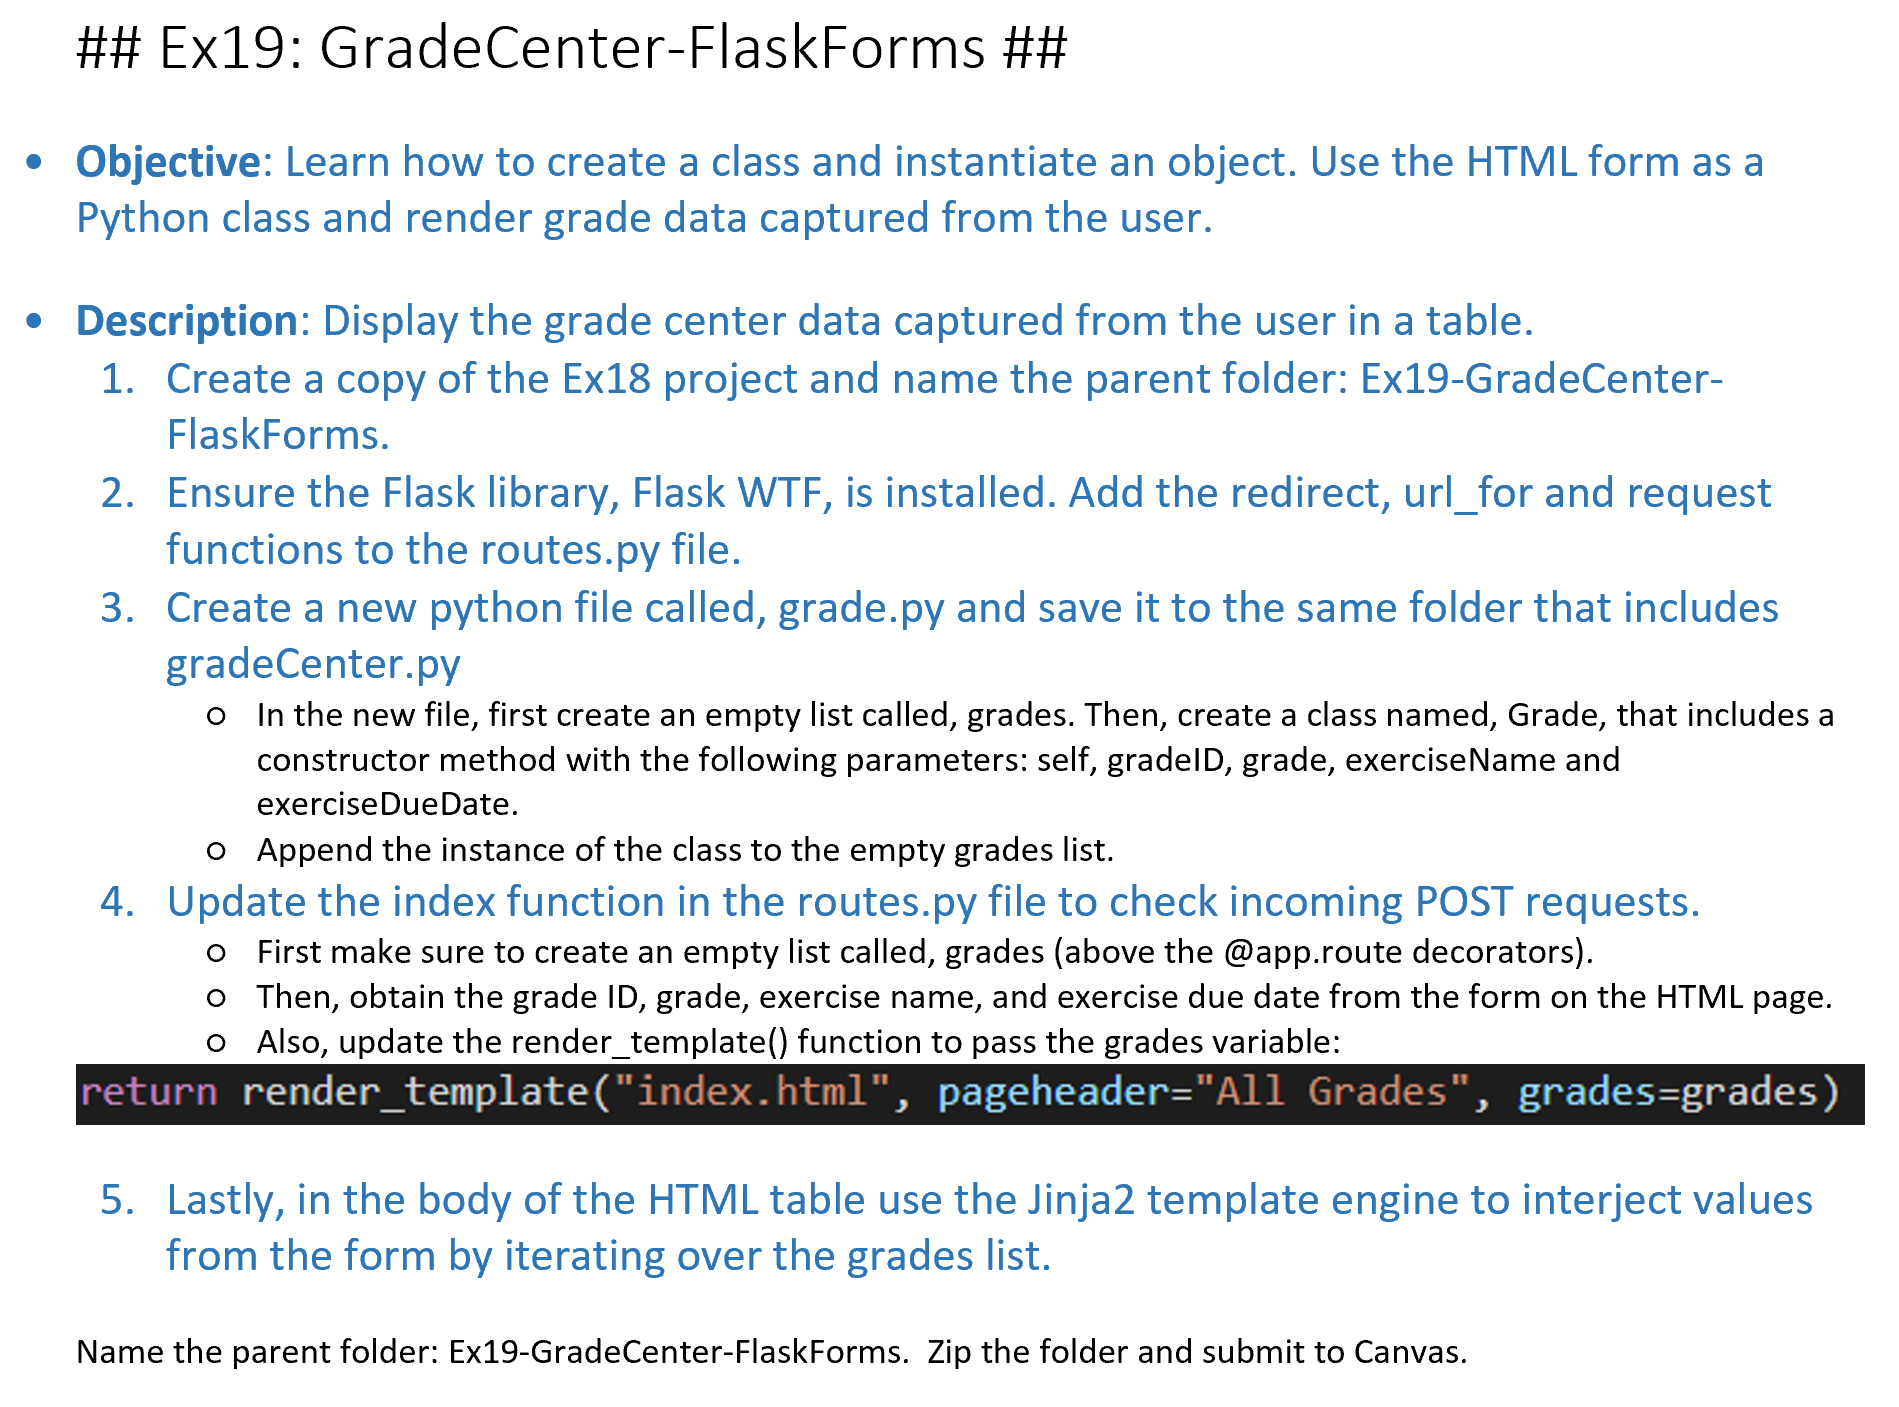 ## Ex19: GradeCenter-FlaskForms ##
• Objective: Learn how to create a class and instantiate an object. Use the HTML form as a
Python class and render grade data captured from the user.
• Description: Display the grade center data captured from the user in a table.
1. Create a copy of the Ex18 project and name the parent folder: Ex19-GradeCenter-
FlaskForms.
2. Ensure the Flask library, Flask WTF, is installed. Add the redirect, url_for and request
functions to the routes.py file.
3. Create a new python file called, grade.py and save it to the same folder that includes
gradeCenter.py
○ In the new file, first create an empty list called, grades. Then, create a class named, Grade, that includes a
constructor method with the following parameters: self, gradeID, grade, exerciseName and
exerciseDueDate.
○ Append the instance of the class to the empty grades list.
4. Update the index function in the routes.py file to check incoming POST requests.
○ First make sure to create an empty list called, grades (above the @app.route decorators).
○ Then, obtain the grade ID, grade, exercise name, and exercise due date from the form on the HTML page.
○ Also, update the render_template() function to pass the grades variable:
return render_template("index.html", pageheader="All Grades", grades=grades)
5. Lastly, in the body of the HTML table use the Jinja2 template engine to interject values
from the form by iterating over the grades list.
Name the parent folder: Ex19-GradeCenter-FlaskForms.  Zip the folder and submit to Canvas.